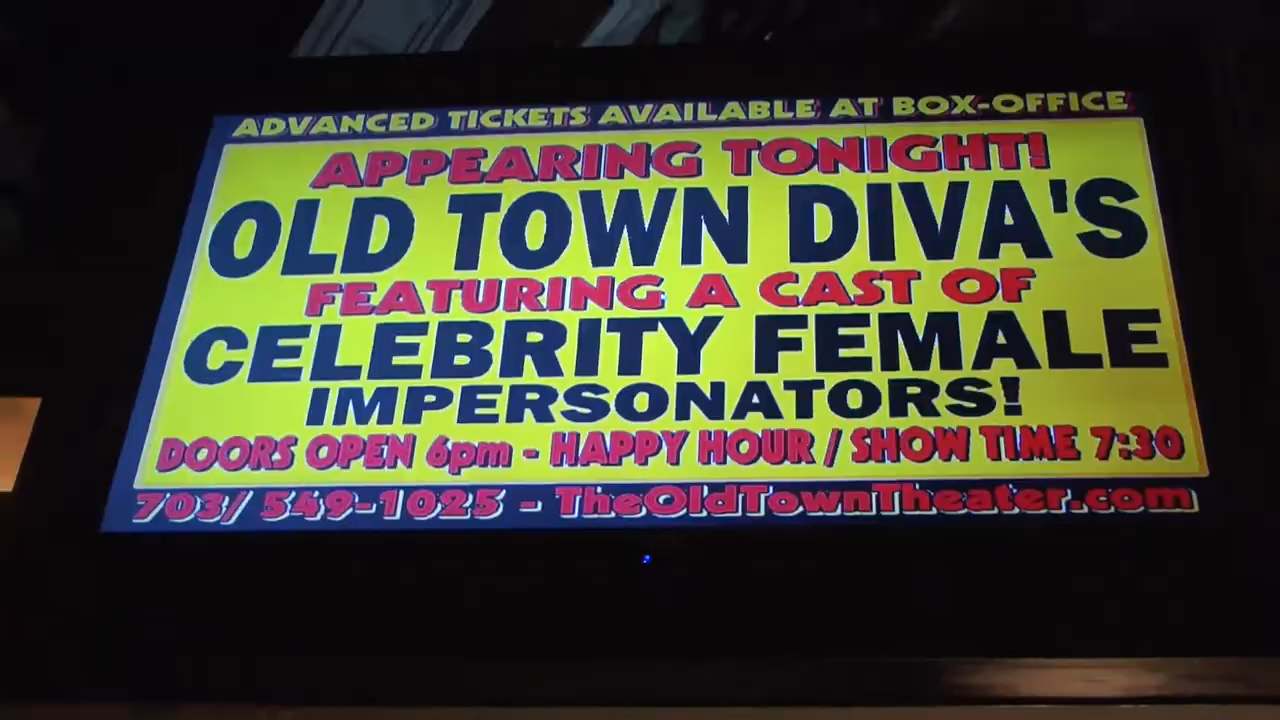 ADVANCED TICKETS AVAILABLE AT BOX-OFFICE
APPEARING TONIGHT!
OLD TOWN DIVA'S
FEATURING A CAST OF
CELEBRITY FEMALE
IMPERSONATORS!
DOORS OPEN 6pm - HAPPY HOUR / SHOW TIME 7:30
703/ 549-1025 - TheOldTownTheater.com